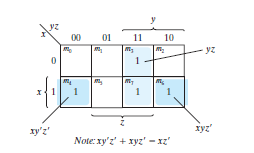 y
yz
x
00 01 11 10
m₀ m₁ m₃ m₂
0 1 yz
m₄ m₅ m₇ m₆
x 1 1 1 1
z
xy'z' xyz'
Note: xy'z' + xyz' = xz'